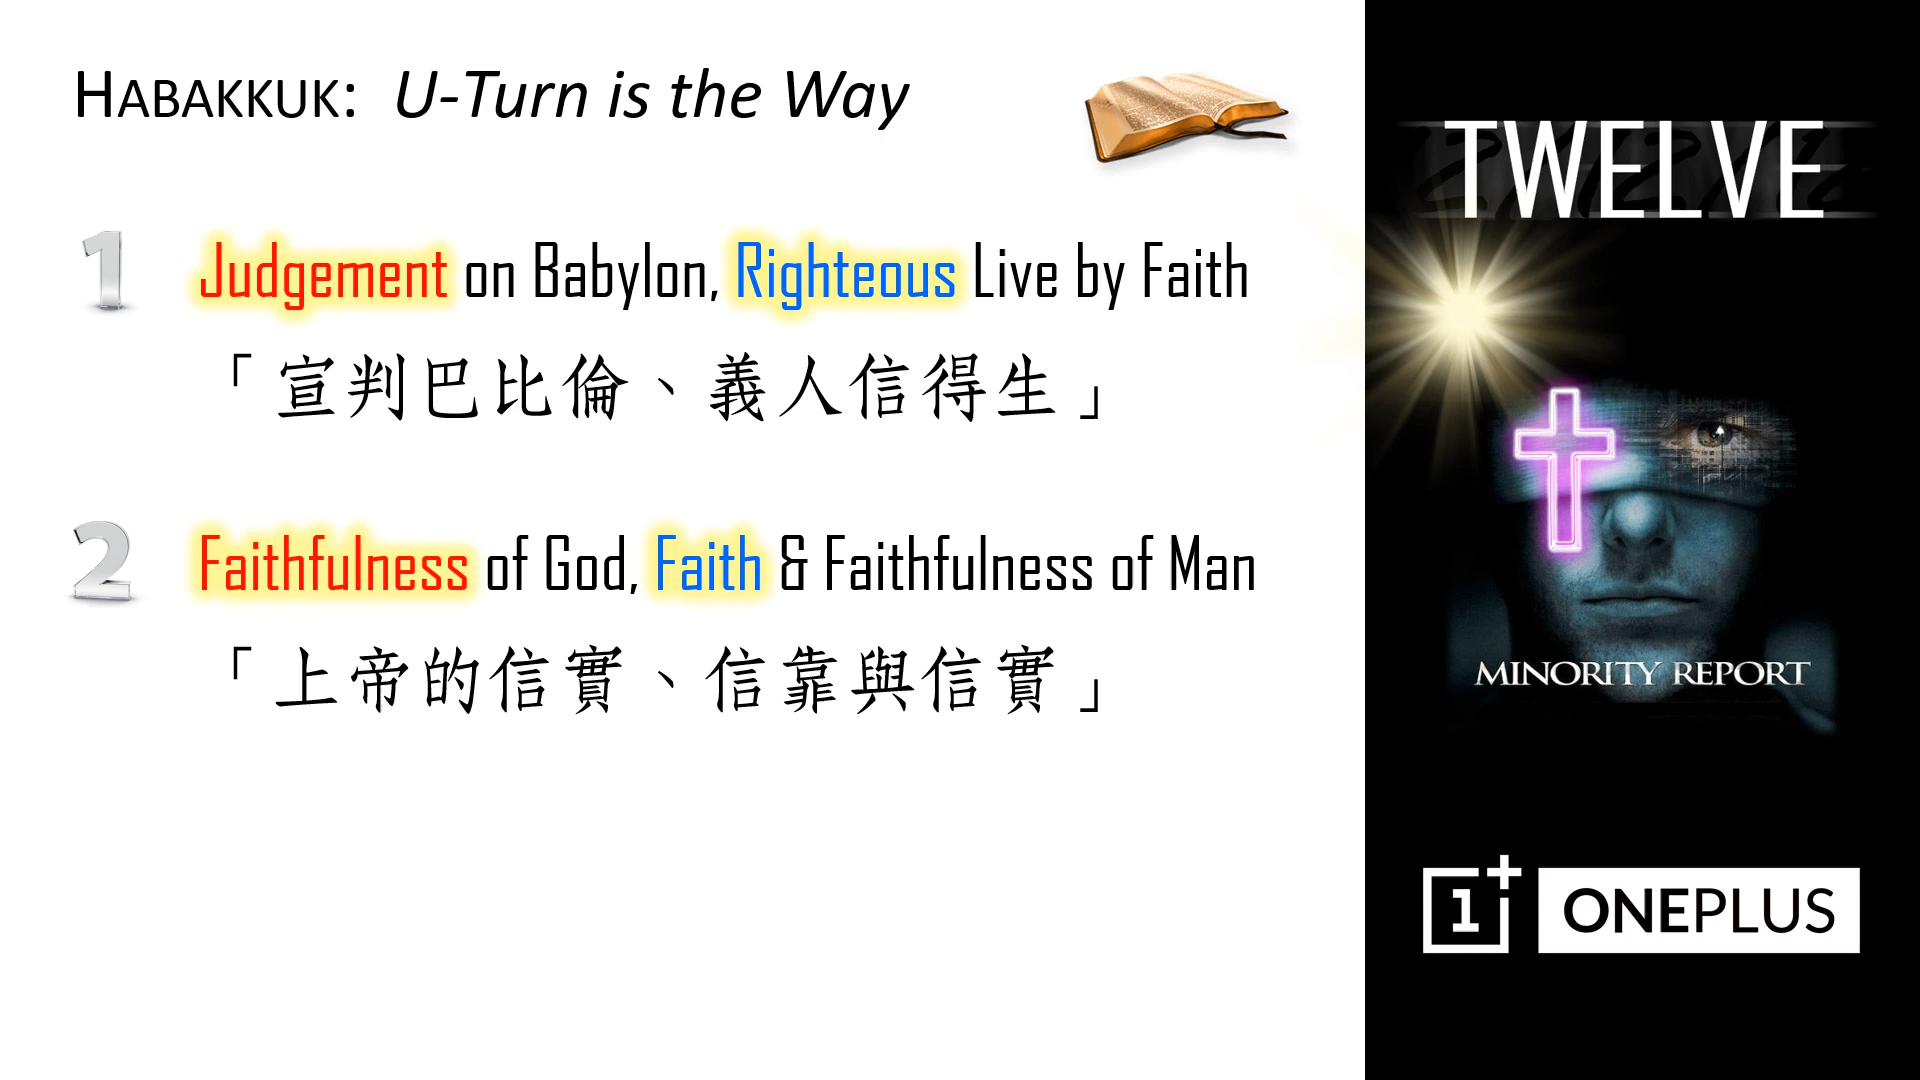 HABAKKUK: U-Turn is the Way
1 Judgement on Babylon, Righteous Live by Faith
「宣判巴比倫、義人信得生」
2 Faithfulness of God, Faith & Faithfulness of Man
「上帝的信實、信靠與信實」
TWELVE
MINORITY REPORT
1+ ONEPLUS